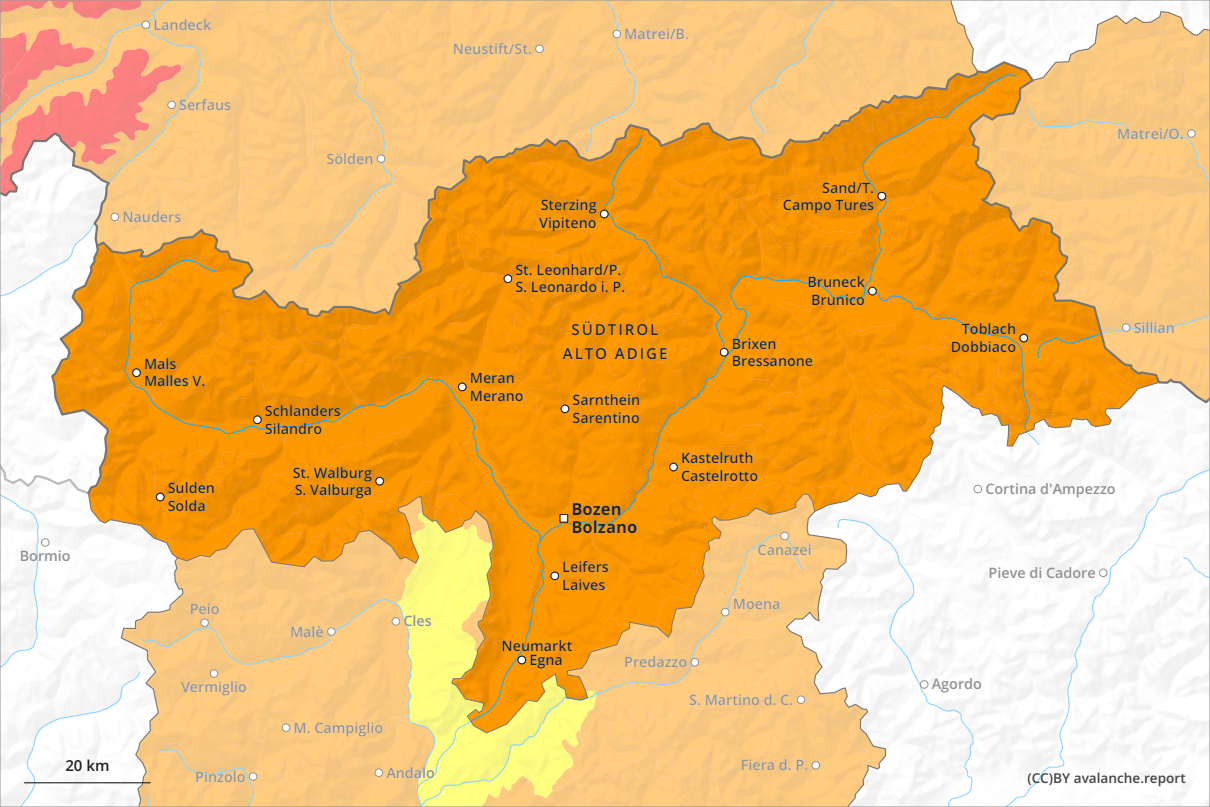 Landeck
Neustift/St.
Matrei/B.
Serfaus
Matrei/O.
Sölden
Sand/T.
Campo Tures
Sterzing
Vipiteno
Nauders
St. Leonhard/P.
S. Leonardo i. P.
Bruneck
Brunico
SÜDTIROL
ALTO ADIGE
Toblach
Dobbiaco
Sillian
Brixen
Bressanone
Mals
Malles V.
Meran
Merano
Sarnthein
Sarentino
Schlanders
Silandro
Kastelruth
Castelrotto
St. Walburg
S. Valburga
Sulden
Solda
Cortina d'Ampezzo
Bozen
Bolzano
Bormio
Canazei
Leifers
Laives
Pieve di Cadore
Peio
Moena
Malè
Cles
Neumarkt
Egna
Predazzo
Vermiglio
Agordo
S. Martino d. C.
M. Campiglio
20 km
Pinzolo
Andalo
Fiera d. P.
(CC)BY avalanche.report